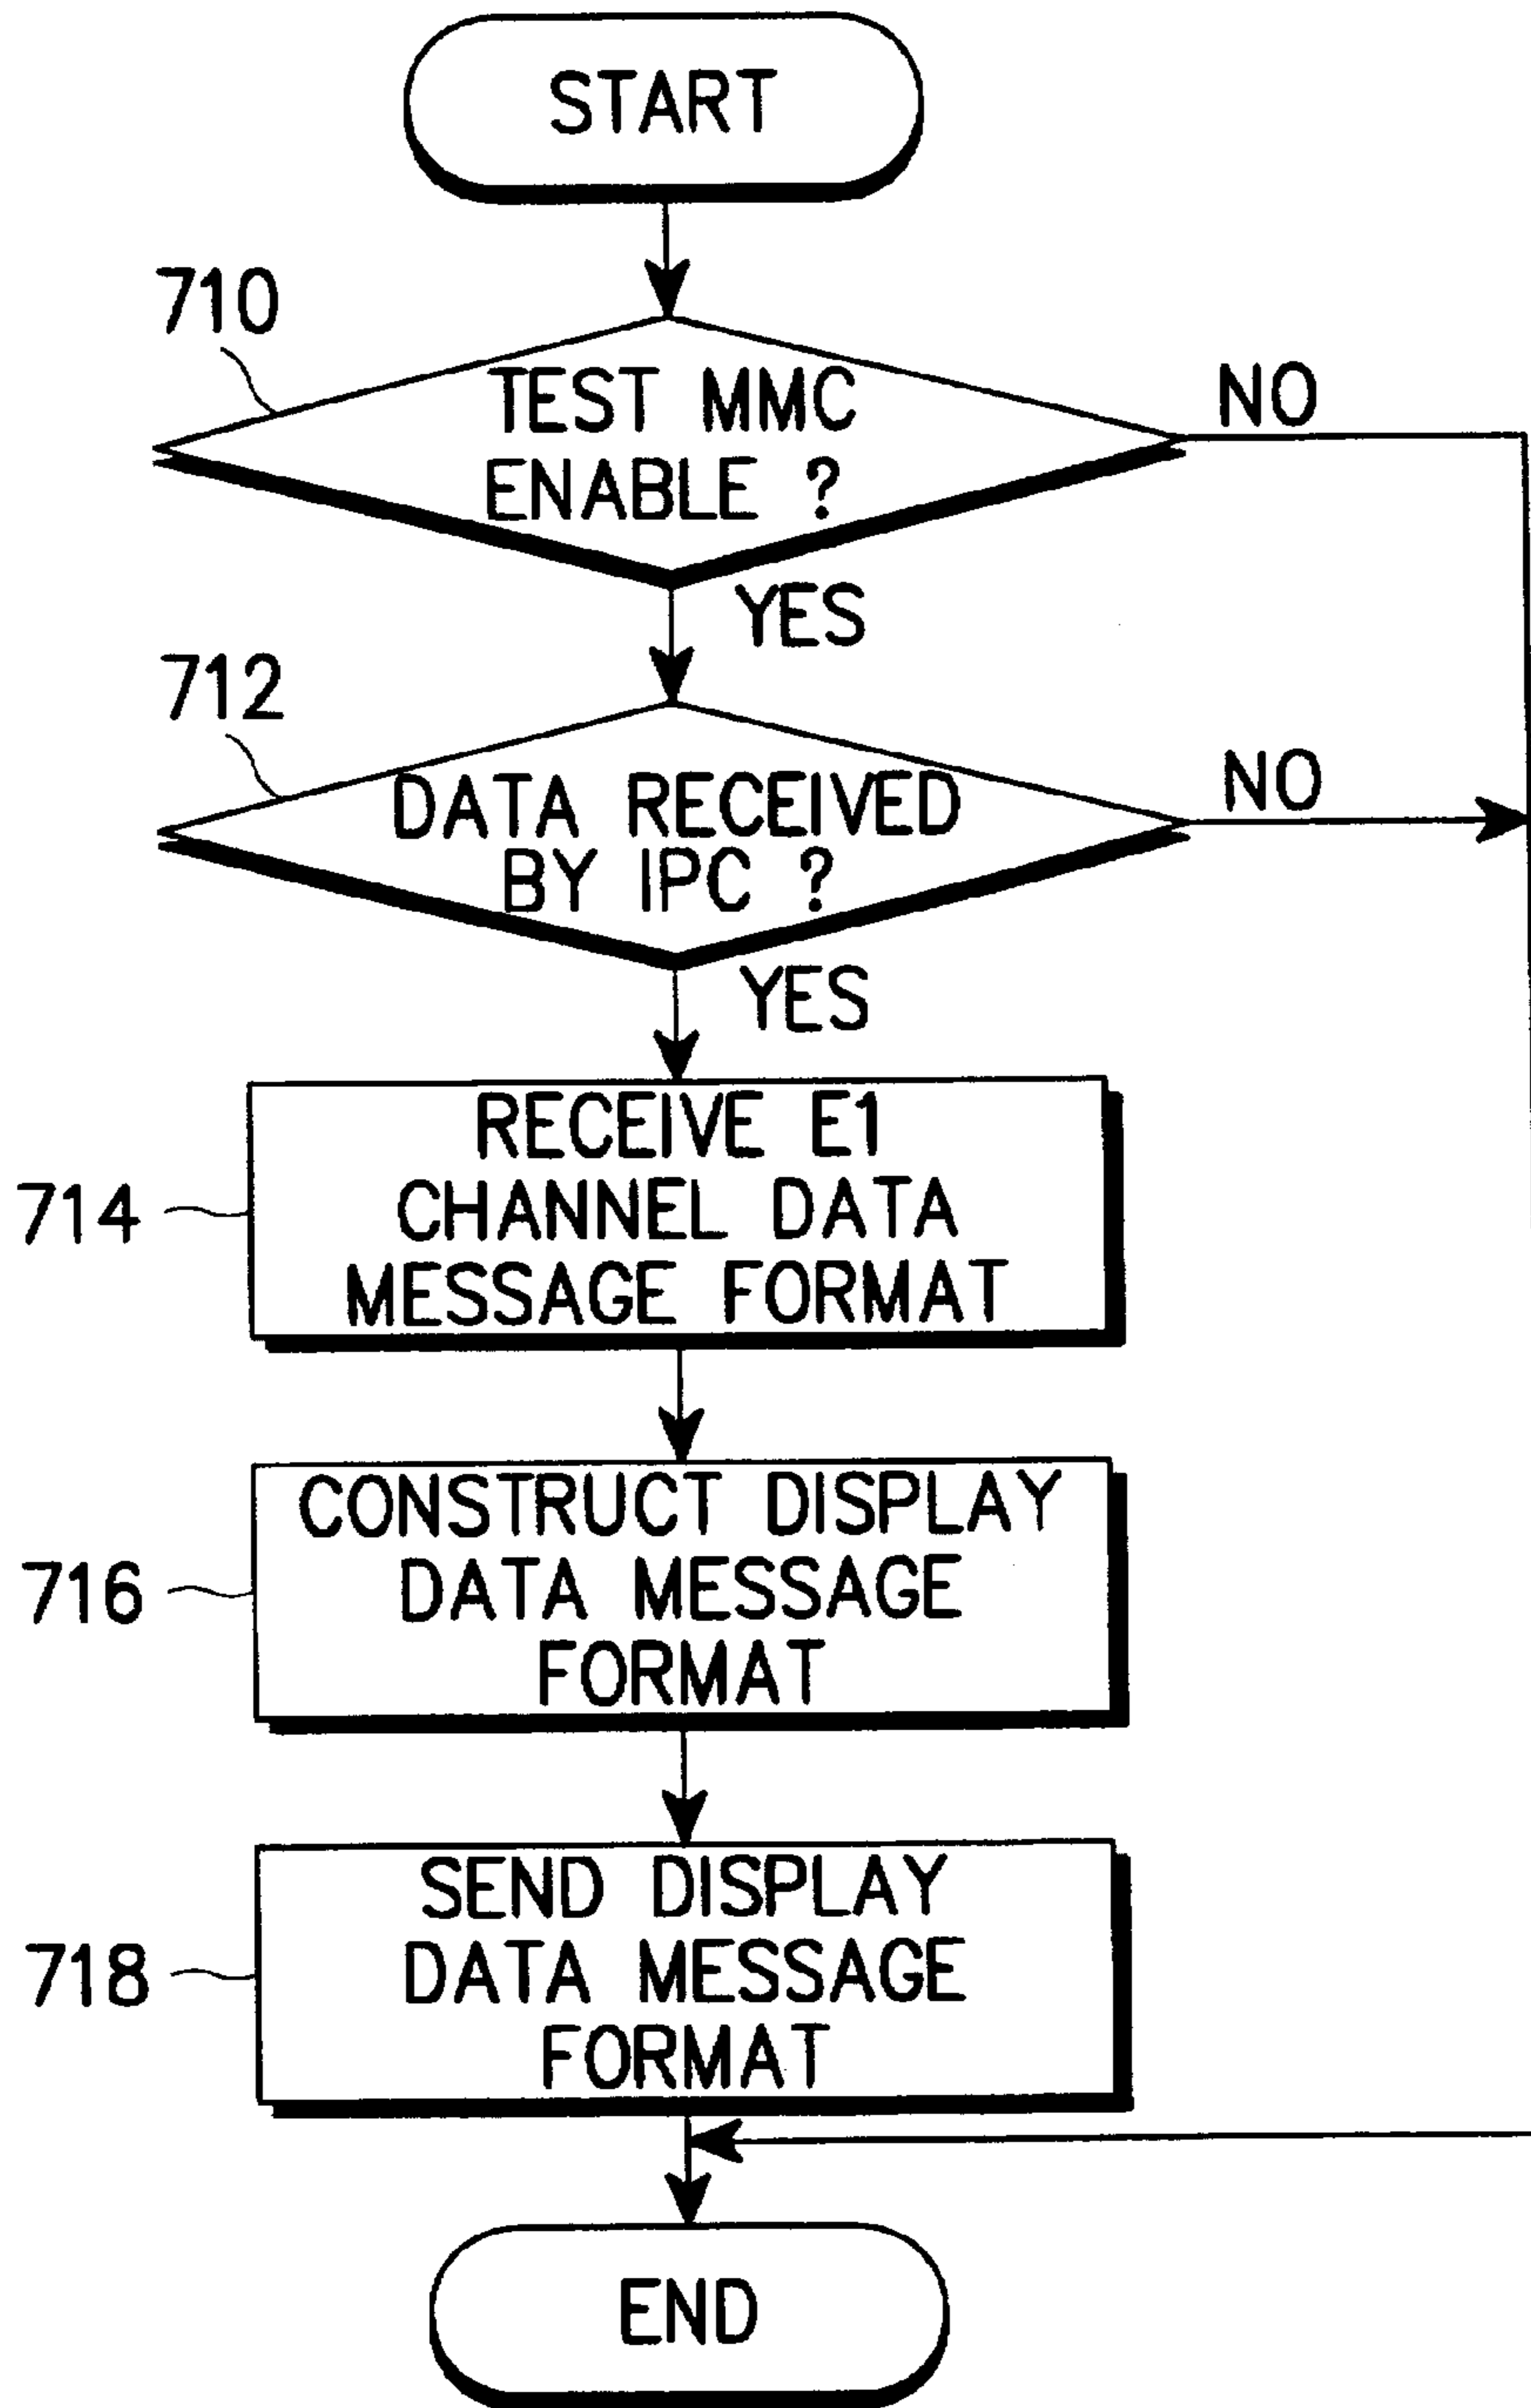 START
710
TEST MMC
ENABLE ?
NO
YES
712
DATA RECEIVED
BY IPC ?
NO
YES
714
RECEIVE E1
CHANNEL DATA
MESSAGE FORMAT
716
CONSTRUCT DISPLAY
DATA MESSAGE
FORMAT
718
SEND DISPLAY
DATA MESSAGE
FORMAT
END